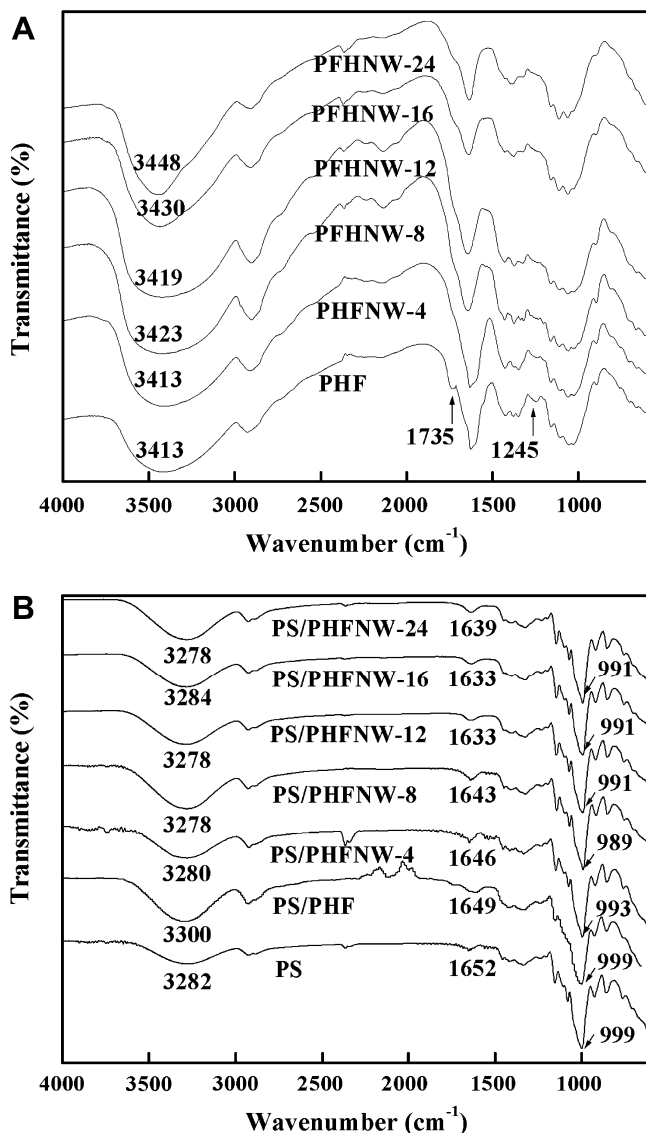 A
Transmittance (%)
PFHNW-24
PFHNW-16
PFHNW-12
PFHNW-8
PHFNW-4
PHF
3448
3430
3419
3423
3413
3413
1735
1245
4000 3500 3000 2500 2000 1500 1000
Wavenumber (cm⁻¹)
B
Transmittance (%)
PS/PHFNW-24 1639
3278
PS/PHFNW-16 1633 991
3284
PS/PHFNW-12 1633 991
3278
PS/PHFNW-8 1643 991
3278
PS/PHFNW-4 1646 989
3280
PS/PHF 1649 993
3300
PS 1652 999
3282
999
4000 3500 3000 2500 2000 1500 1000
Wavenumber (cm⁻¹)